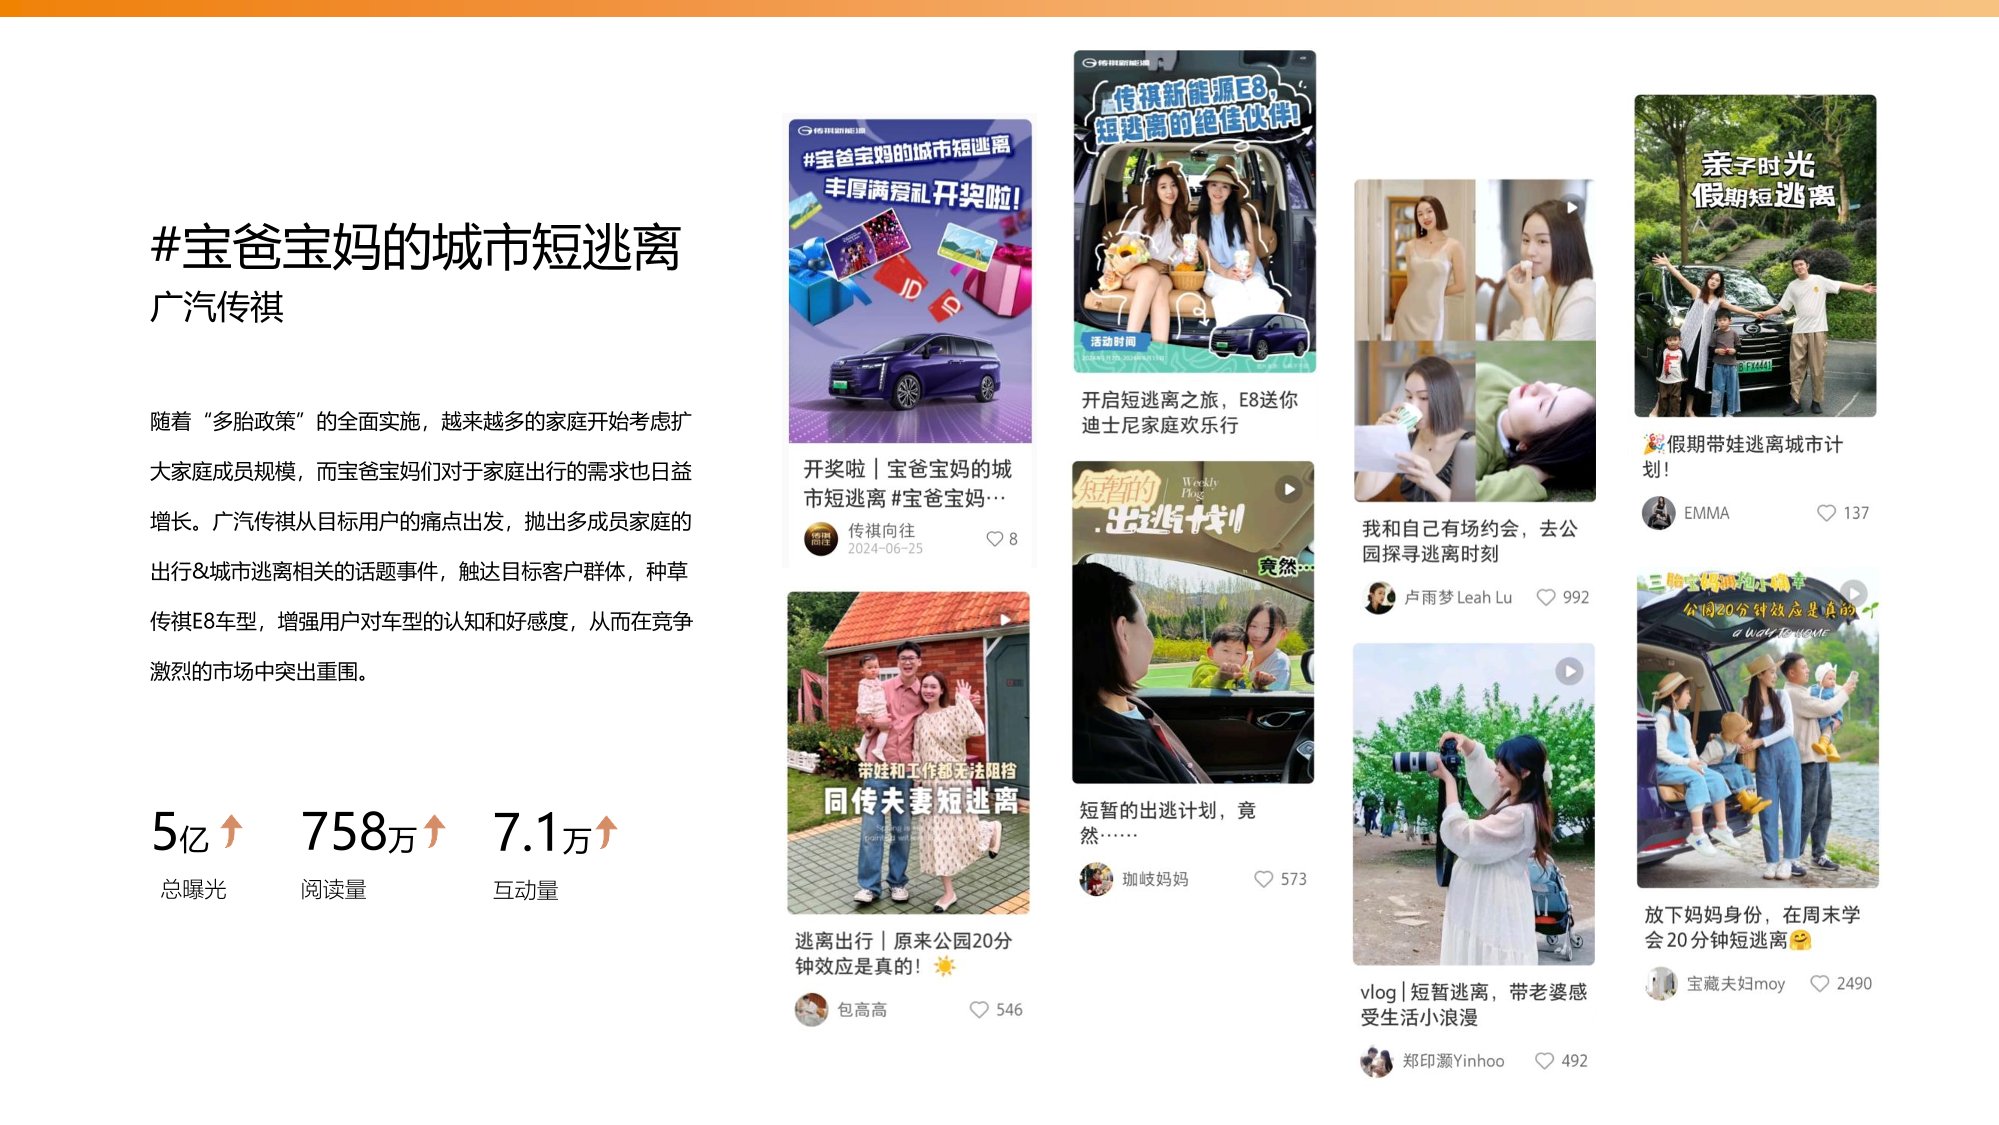 #宝爸宝妈的城市短逃离
广汽传祺
随着“多胎政策”的全面实施，越来越多的家庭开始考虑扩
大家庭成员规模，而宝爸宝妈们对于家庭出行的需求也日益
增长。广汽传祺从目标用户的痛点出发，抛出多成员家庭的
出行&城市逃离相关的话题事件，触达目标客户群体，种草
传祺E8车型，增强用户对车型的认知和好感度，从而在竞争
激烈的市场中突出重围。
5亿
总曝光
758万
阅读量
7.1万
互动量
传祺新能源
#宝爸宝妈的城市短逃离
丰厚满爱礼开奖啦！
JD
JD
开奖啦｜宝爸宝妈的城
市短逃离 #宝爸宝妈…
传祺向往
2024-06-25
8
带娃和工作都无法阻挡
同传夫妻短逃离
逃离出行｜原来公园20分
钟效应是真的！☀️
包高高
546
传祺新能源
传祺新能源E8，
短逃离的绝佳伙伴！
活动时间
开启短逃离之旅，E8送你
迪士尼家庭欢乐行
短暂的
Weekly
Plog
出逃计划
竟然…
短暂的出逃计划，竟
然……
珈岐妈妈
573
我和自己有场约会，去公
园探寻逃离时刻
卢雨梦 Leah Lu
992
vlog | 短暂逃离，带老婆感
受生活小浪漫
郑印灏Yinhoo
492
亲子时光
假期短逃离
🎉假期带娃逃离城市计
划！
EMMA
137
三胎宝妈拥抱小确幸
公园20分钟效应是真的
a WAY To HOME
放下妈妈身份，在周末学
会20分钟短逃离🤗
宝藏夫妇moy
2490